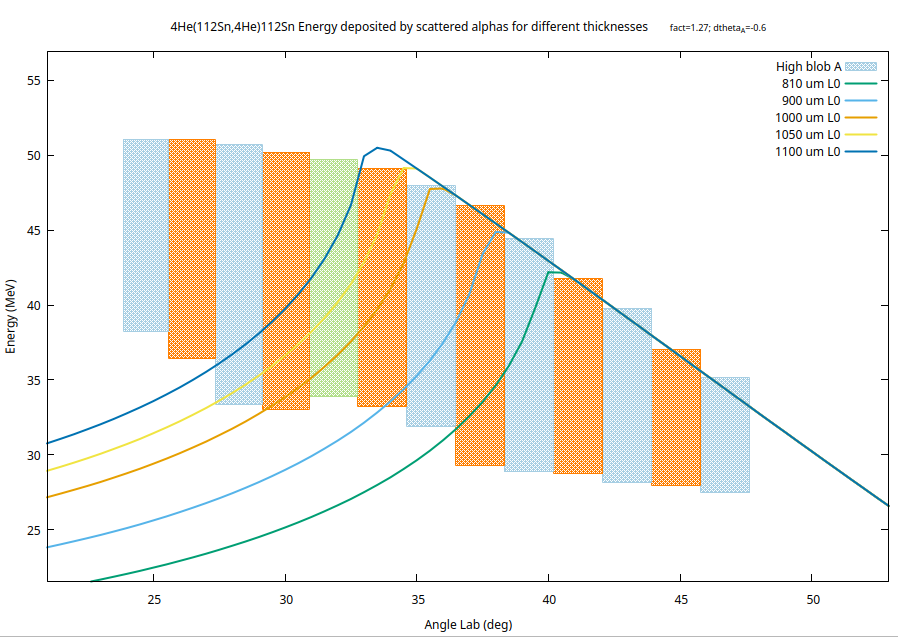 4He(112Sn,4He)112Sn Energy deposited by scattered alphas for different thicknesses fact=1.27; dthetaA=-0.6
High blob A
810 um L0
900 um L0
1000 um L0
1050 um L0
1100 um L0
55
50
45
40
35
30
25
Energy (MeV)
25 30 35 40 45 50
Angle Lab (deg)